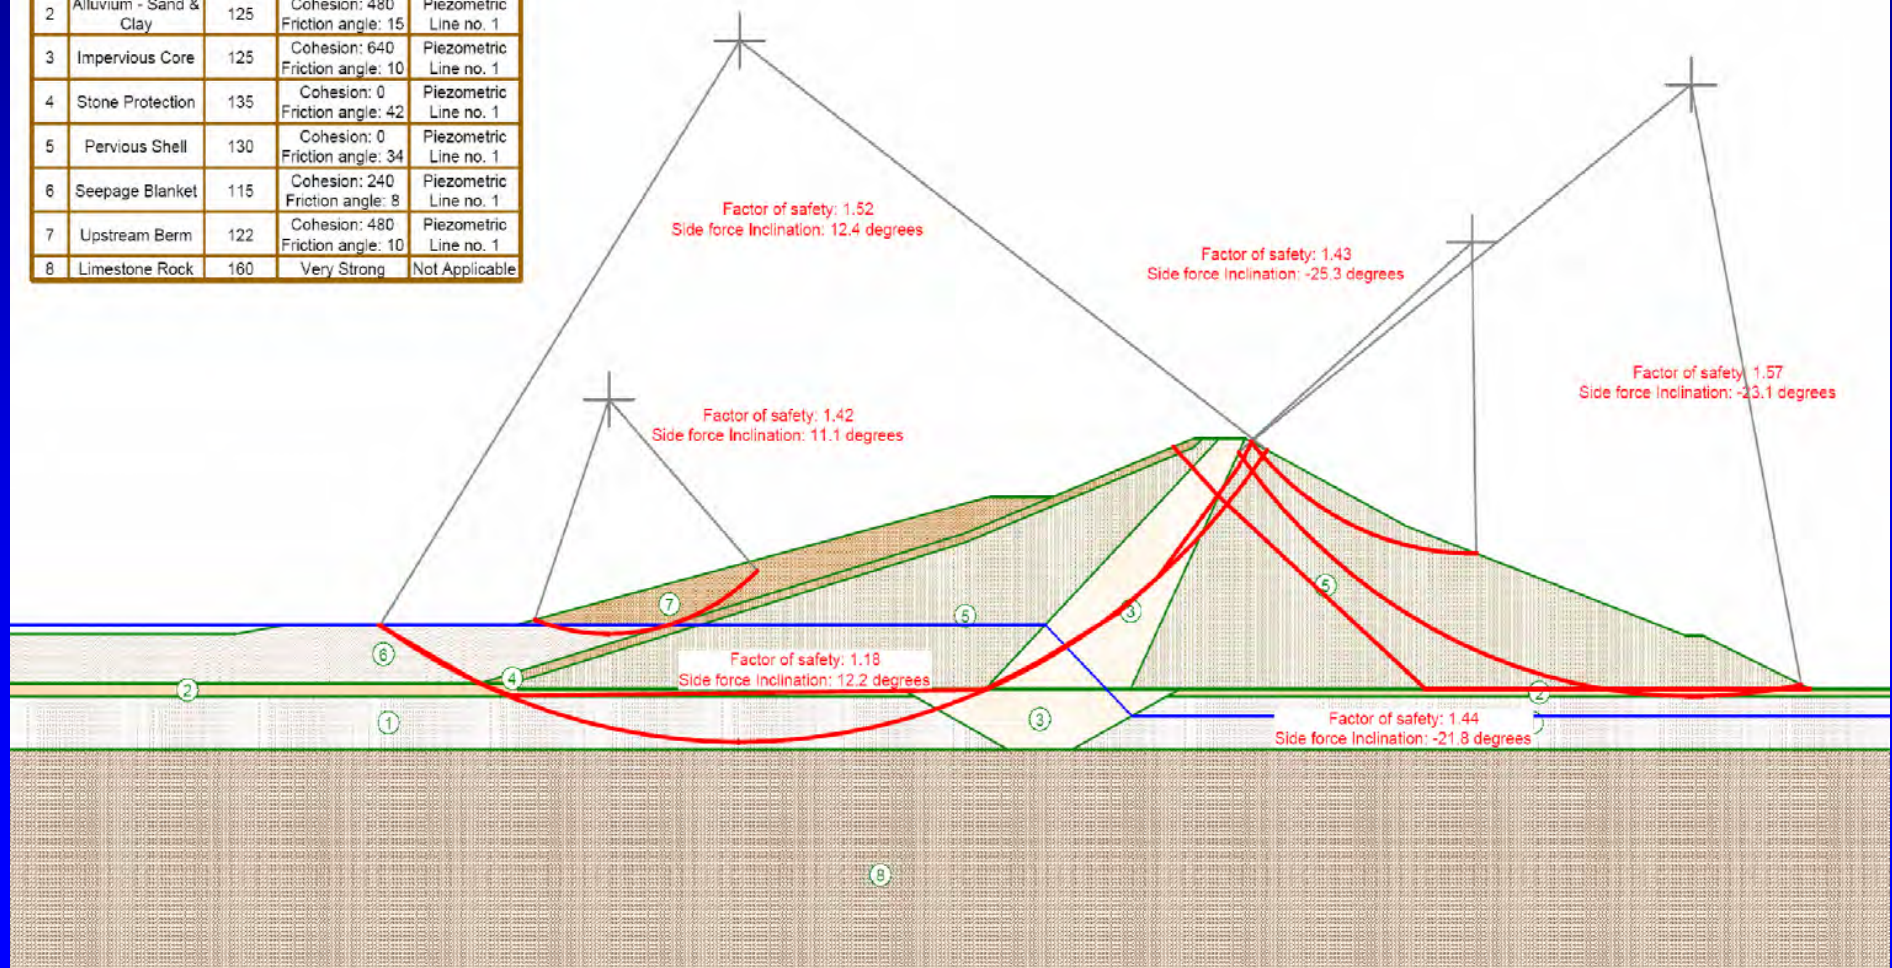 2 Alluvium - Sand & Clay 125 Cohesion: 480 Friction angle: 15 Piezometric Line no. 1
3 Impervious Core 125 Cohesion: 640 Friction angle: 10 Piezometric Line no. 1
4 Stone Protection 135 Cohesion: 0 Friction angle: 42 Piezometric Line no. 1
5 Pervious Shell 130 Cohesion: 0 Friction angle: 34 Piezometric Line no. 1
6 Seepage Blanket 115 Cohesion: 240 Friction angle: 8 Piezometric Line no. 1
7 Upstream Berm 122 Cohesion: 480 Friction angle: 10 Piezometric Line no. 1
8 Limestone Rock 160 Very Strong Not Applicable
Factor of safety: 1.52
Side force Inclination: 12.4 degrees
Factor of safety: 1.43
Side force Inclination: -25.3 degrees
Factor of safety: 1.57
Side force Inclination: -23.1 degrees
Factor of safety: 1.42
Side force Inclination: 11.1 degrees
5
7
3
5
6
Factor of safety: 1.18
Side force Inclination: 12.2 degrees
4
2
2
1
3
Factor of safety: 1.44
Side force Inclination: -21.8 degrees
8